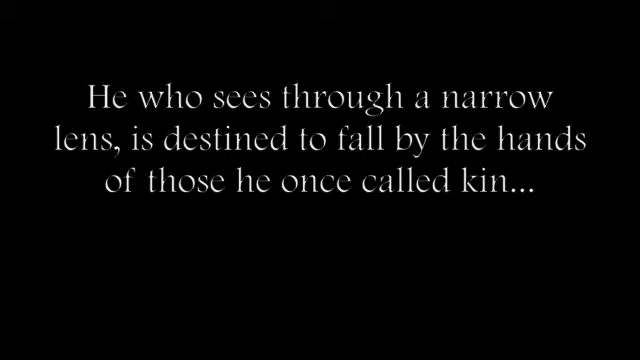 He who sees through a narrow
lens, is destined to fall by the hands
of those he once called kin...